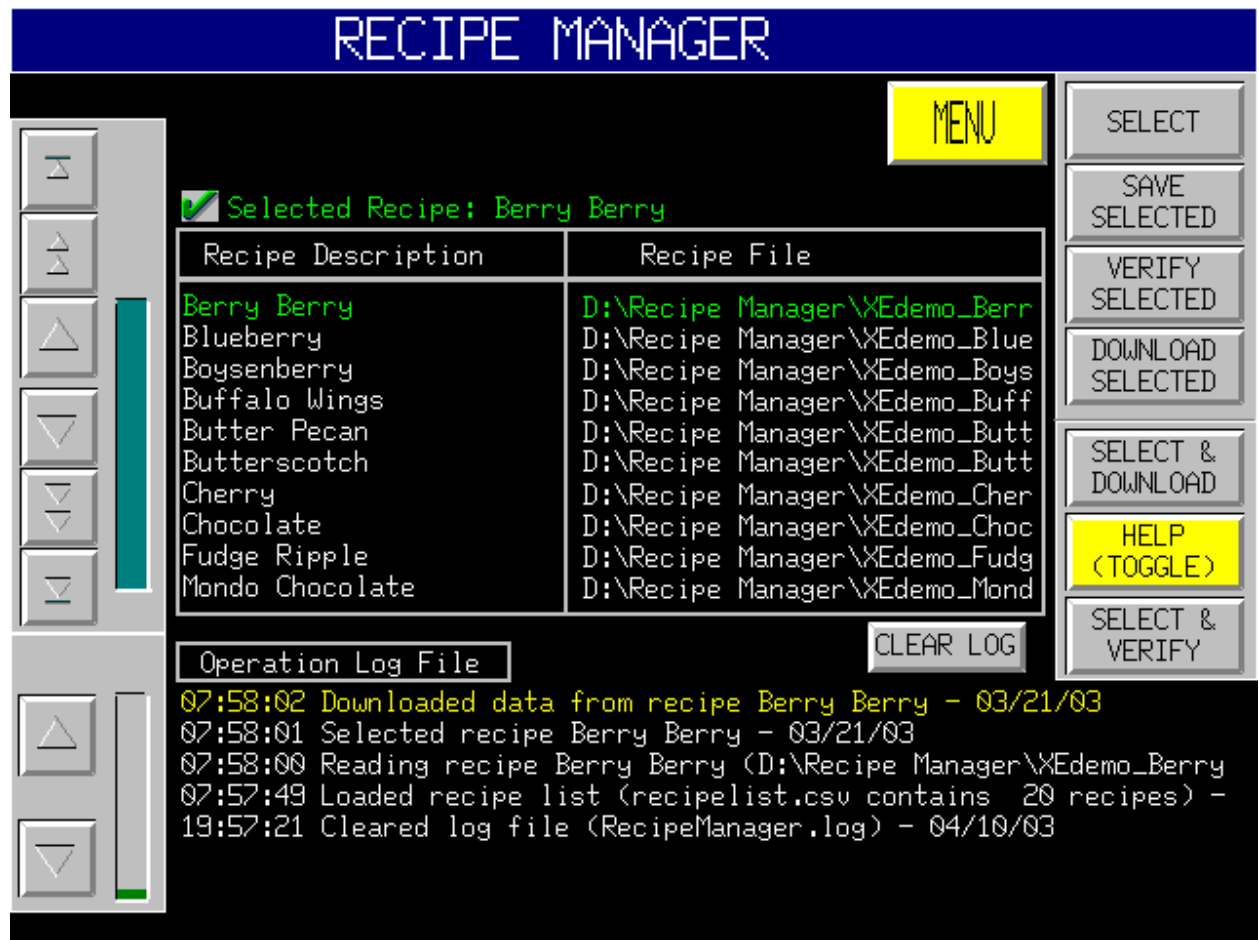 RECIPE MANAGER
MENU
SELECT
SAVE
SELECTED
VERIFY
SELECTED
DOWNLOAD
SELECTED
SELECT &
DOWNLOAD
HELP
(TOGGLE)
SELECT &
VERIFY
Selected Recipe: Berry Berry
Recipe Description Recipe File
Berry Berry D:\Recipe Manager\XEdemo_Berr
Blueberry D:\Recipe Manager\XEdemo_Blue
Boysenberry D:\Recipe Manager\XEdemo_Boys
Buffalo Wings D:\Recipe Manager\XEdemo_Buff
Butter Pecan D:\Recipe Manager\XEdemo_Butt
Butterscotch D:\Recipe Manager\XEdemo_Butt
Cherry D:\Recipe Manager\XEdemo_Cher
Chocolate D:\Recipe Manager\XEdemo_Choc
Fudge Ripple D:\Recipe Manager\XEdemo_Fudg
Mondo Chocolate D:\Recipe Manager\XEdemo_Mond
CLEAR LOG
Operation Log File
07:58:02 Downloaded data from recipe Berry Berry - 03/21/03
07:58:01 Selected recipe Berry Berry - 03/21/03
07:58:00 Reading recipe Berry Berry (D:\Recipe Manager\XEdemo_Berry
07:57:49 Loaded recipe list (recipelist.csv contains  20 recipes) -
19:57:21 Cleared log file (RecipeManager.log) - 04/10/03